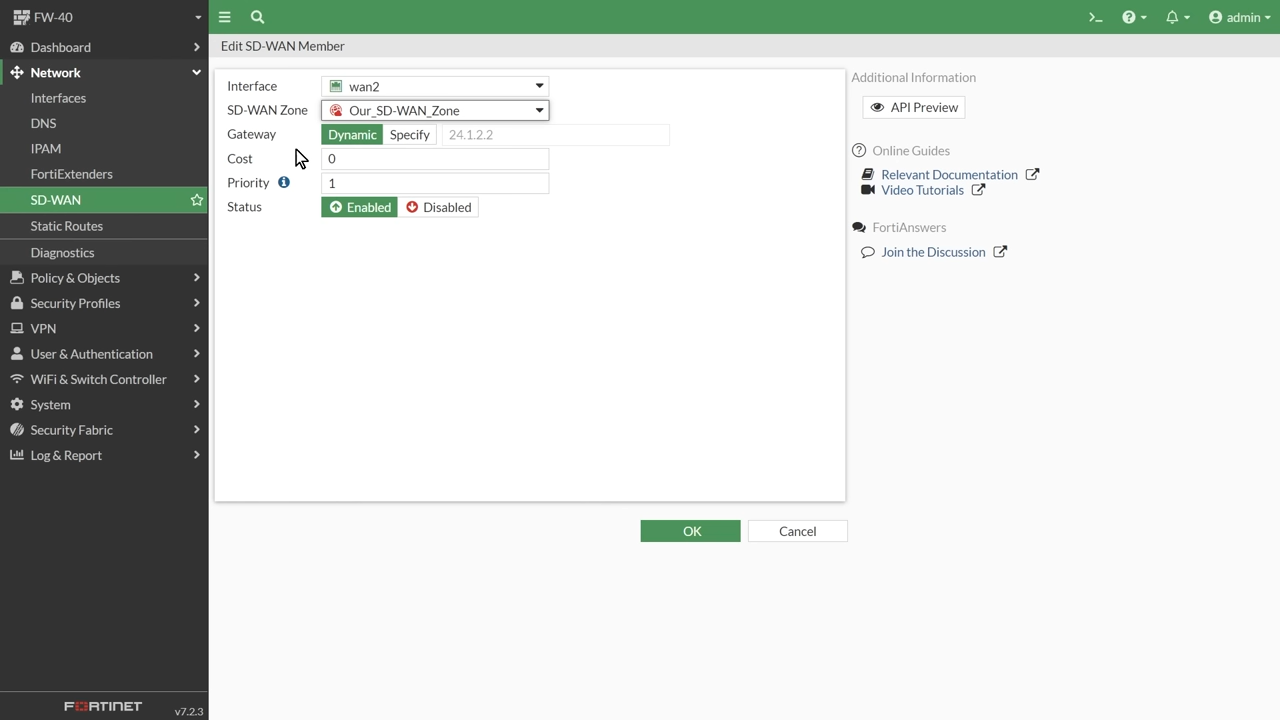 FW-40
admin
Edit SD-WAN Member
Dashboard
Network
Interfaces
DNS
IPAM
FortiExtenders
SD-WAN
Static Routes
Diagnostics
Policy & Objects
Security Profiles
VPN
User & Authentication
WiFi & Switch Controller
System
Security Fabric
Log & Report
FORTINET
v7.2.3
Interface wan2
SD-WAN Zone Our_SD-WAN_Zone
Gateway Dynamic Specify 24.1.2.2
Cost 0
Priority 1
Status Enabled Disabled
OK Cancel
Additional Information
API Preview
Online Guides
Relevant Documentation
Video Tutorials
FortiAnswers
Join the Discussion